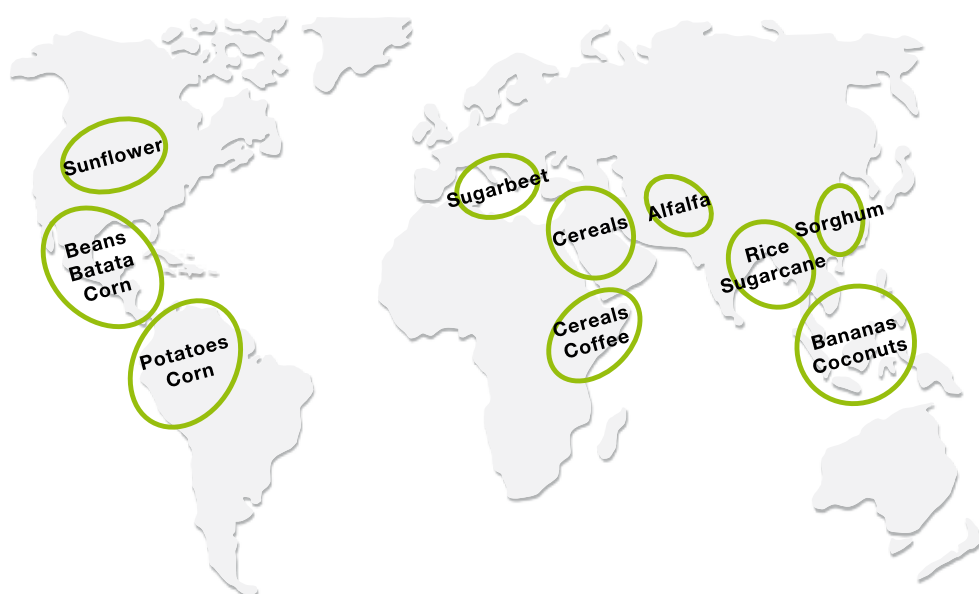 Sunflower
Beans
Batata
Corn
Potatoes
Corn
Sugarbeet
Cereals
Cereals
Coffee
Alfalfa
Rice
Sugarcane
Sorghum
Bananas
Coconuts